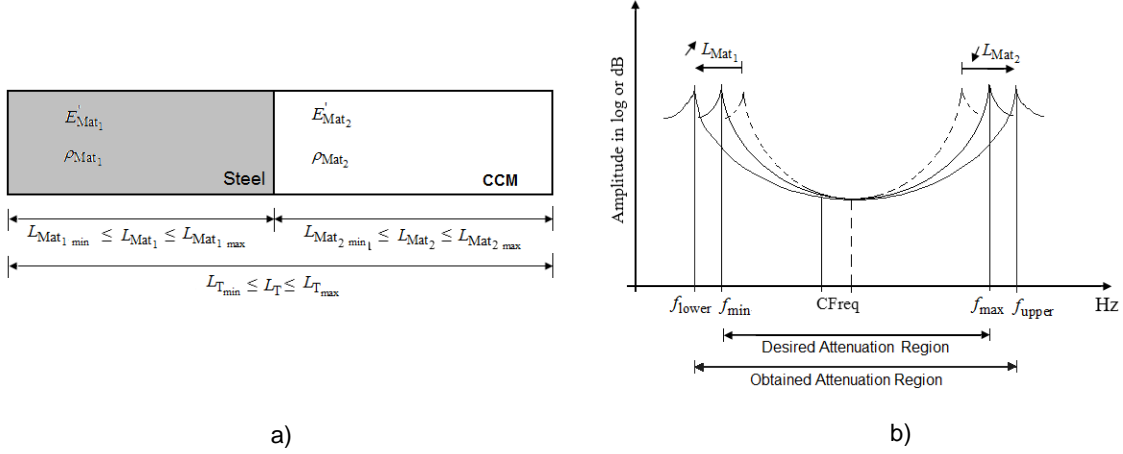 E'Mat1
ρMat1
Steel
E'Mat2
ρMat2
CCM
LMat1 min ≤ LMat1 ≤ LMat1 max
LMat2 min1 ≤ LMat2 ≤ LMat2 max
LTmin ≤ LT ≤ LTmax
a)
Amplitude in log or dB
LMat1
LMat2
flower
fmin
CFreq
fmax
fupper
Hz
Desired Attenuation Region
Obtained Attenuation Region
b)